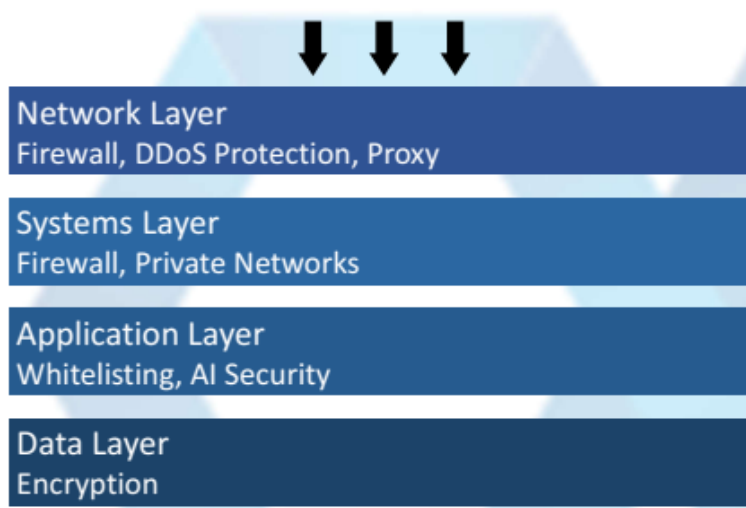 Network Layer
Firewall, DDoS Protection, Proxy
Systems Layer
Firewall, Private Networks
Application Layer
Whitelisting, AI Security
Data Layer
Encryption